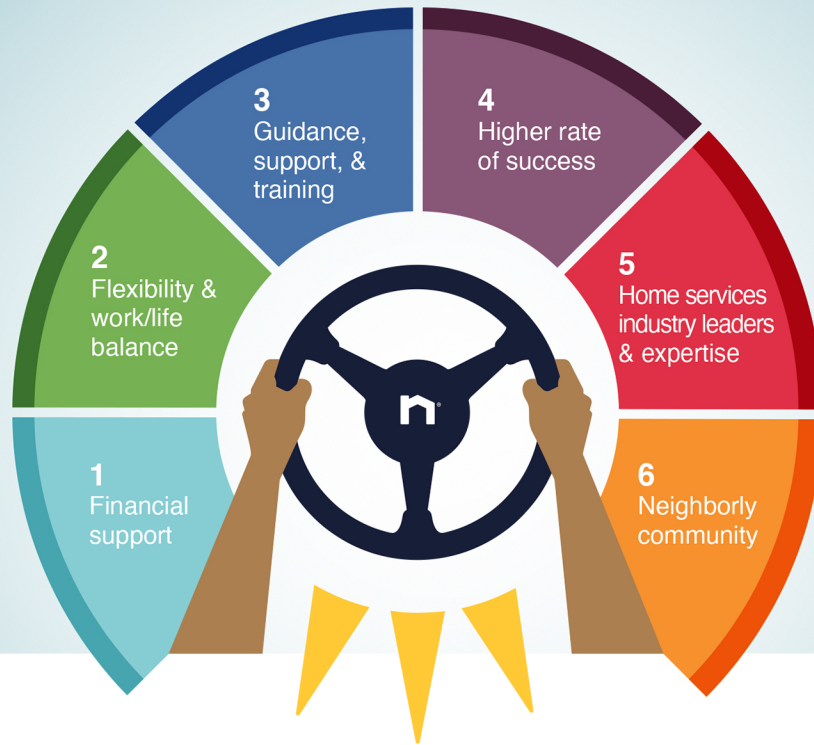 1
Financial
support
2
Flexibility &
work/life
balance
3
Guidance,
support, &
training
4
Higher rate
of success
5
Home services
industry leaders
& expertise
6
Neighborly
community
n®